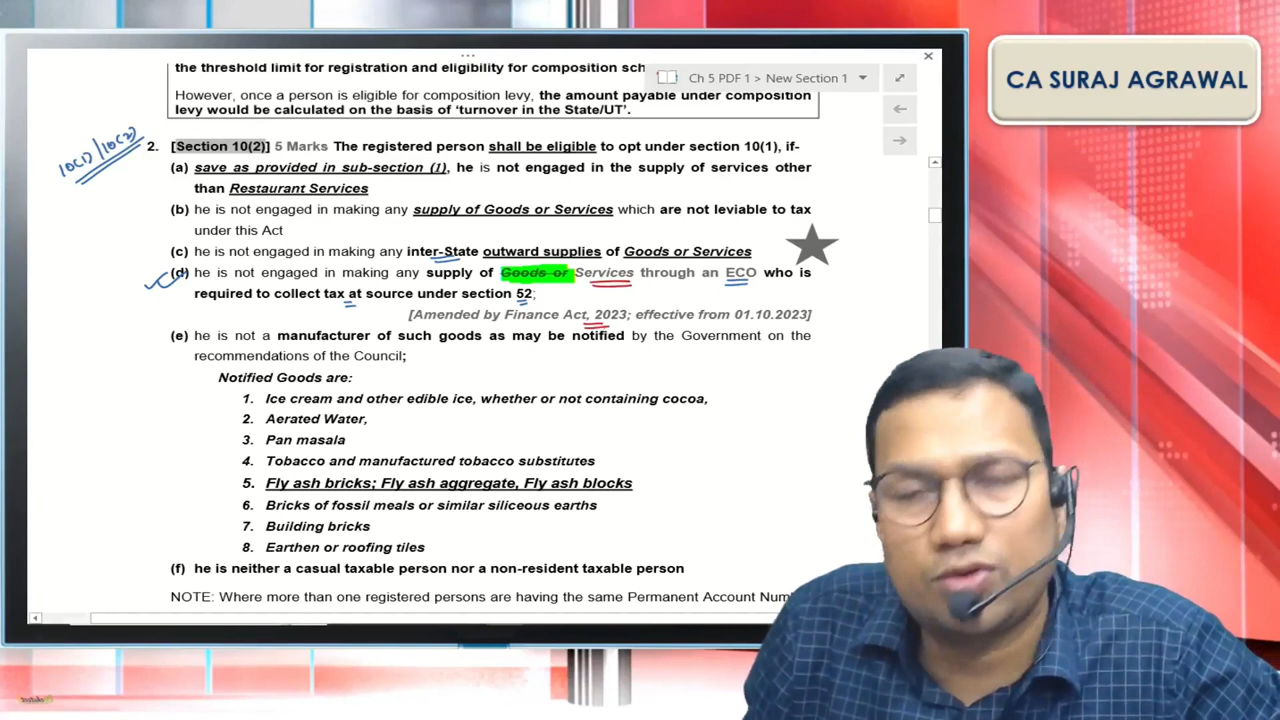 CA SURAJ AGRAWAL
Ch 5 PDF 1 > New Section 1
the threshold limit for registration and eligibility for composition sch
However, once a person is eligible for composition levy, the amount payable under composition
levy would be calculated on the basis of 'turnover in the State/UT'.
10(1)/10(2)
2. [Section 10(2)] 5 Marks The registered person shall be eligible to opt under section 10(1), if-
(a) save as provided in sub-section (1), he is not engaged in the supply of services other
than Restaurant Services
(b) he is not engaged in making any supply of Goods or Services which are not leviable to tax
under this Act
(c) he is not engaged in making any inter-State outward supplies of Goods or Services
(d) he is not engaged in making any supply of Goods or Services through an ECO who is
required to collect tax at source under section 52;
[Amended by Finance Act, 2023; effective from 01.10.2023]
(e) he is not a manufacturer of such goods as may be notified by the Government on the
recommendations of the Council;
Notified Goods are:
1. Ice cream and other edible ice, whether or not containing cocoa,
2. Aerated Water,
3. Pan masala
4. Tobacco and manufactured tobacco substitutes
5. Fly ash bricks; Fly ash aggregate, Fly ash blocks
6. Bricks of fossil meals or similar siliceous earths
7. Building bricks
8. Earthen or roofing tiles
(f) he is neither a casual taxable person nor a non-resident taxable person
NOTE: Where more than one registered persons are having the same Permanent Account Num